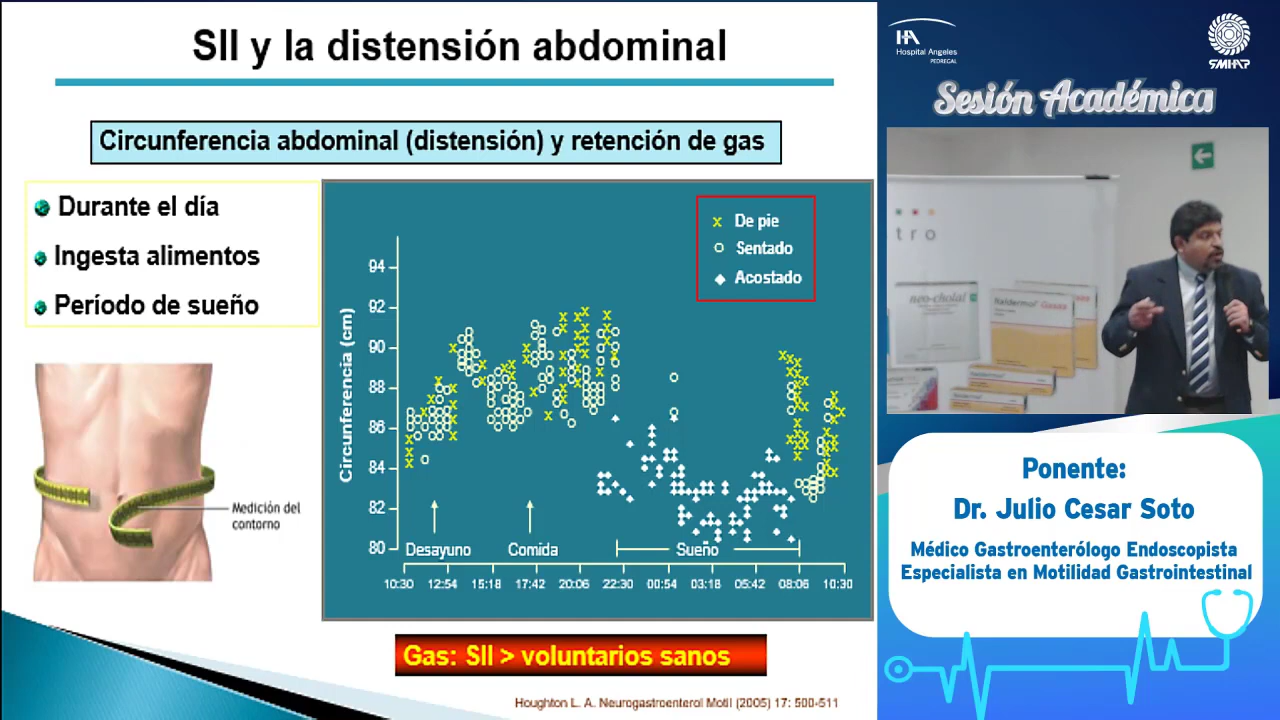 SII y la distensión abdominal
Circunferencia abdominal (distensión) y retención de gas
Durante el día
Ingesta alimentos
Período de sueño
Medición del
contorno
Circunferencia (cm)
94
92
90
88
86
84
82
80
x De pie
Sentado
Acostado
Desayuno
Comida
Sueño
10:30 12:54 15:18 17:42 20:06 22:30 00:54 03:18 05:42 08:06 10:30
Gas: SII > voluntarios sanos
Houghton L. A. Neurogastroenterol Motil (2005) 17: 500-511
HA
Hospital Angeles
PEDREGAL
SMHAP
Sesión Académica
tro
neo-cholal
Naldermol Gases
Ponente:
Dr. Julio Cesar Soto
Médico Gastroenterólogo Endoscopista
Especialista en Motilidad Gastrointestinal